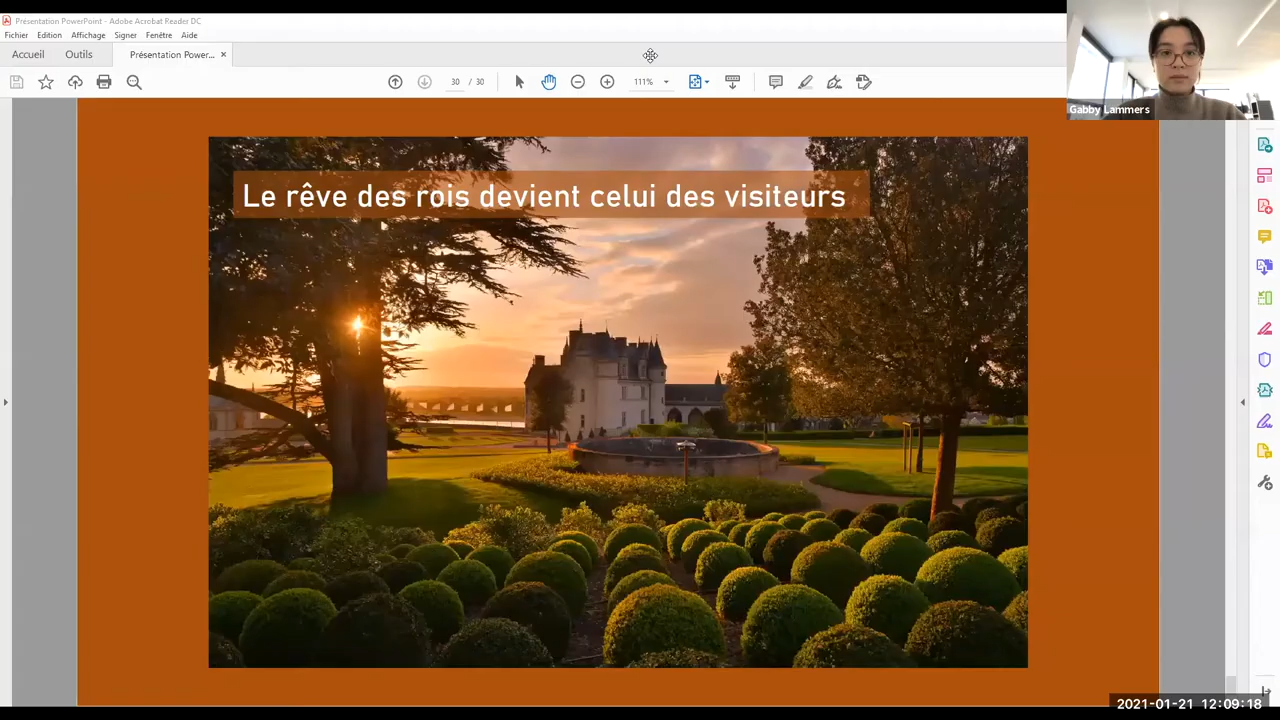 Présentation PowerPoint - Adobe Acrobat Reader DC
Fichier Edition Affichage Signer Fenêtre Aide
Accueil Outils Présentation Power... ×
30 / 30 111%
Gabby Lammers
Le rêve des rois devient celui des visiteurs
2021-01-21 12:09:18